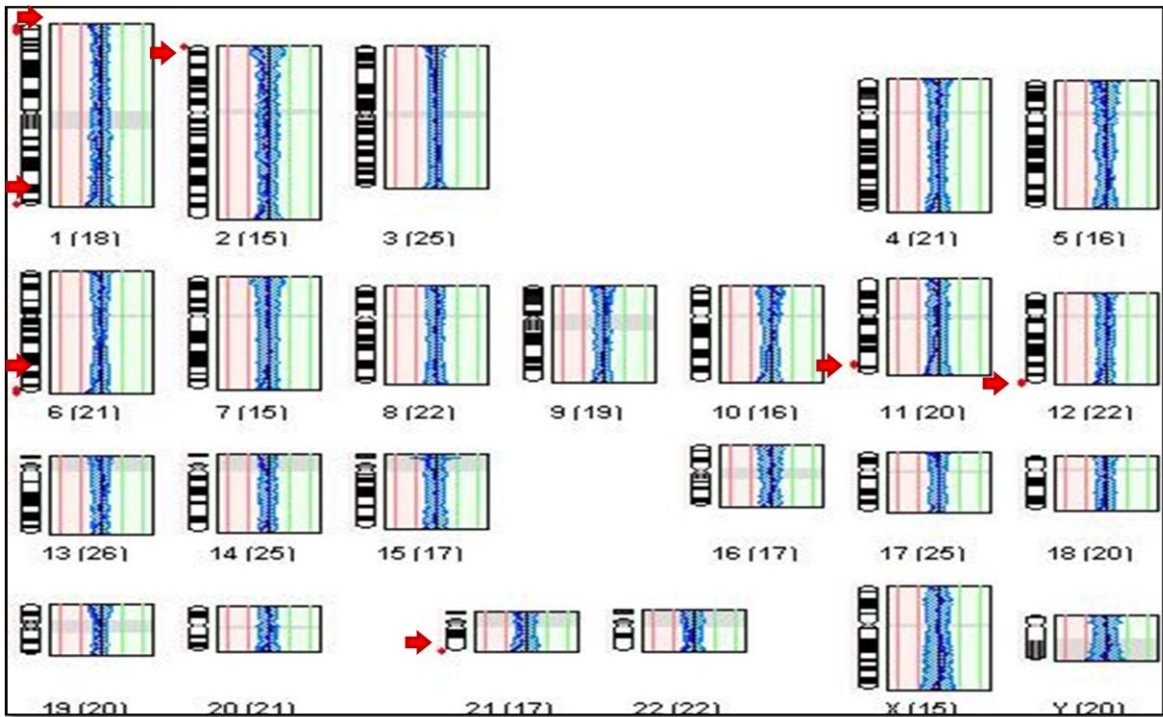 1 (18) 2 (15) 3 (25) 4 (21) 5 (16)
6 (21) 7 (15) 8 (22) 9 (19) 10 (16) 11 (20) 12 (22)
13 (26) 14 (25) 15 (17) 16 (17) 17 (25) 18 (20)
19 (20) 20 (21) 21 (17) 22 (22) X (15) Y (20)